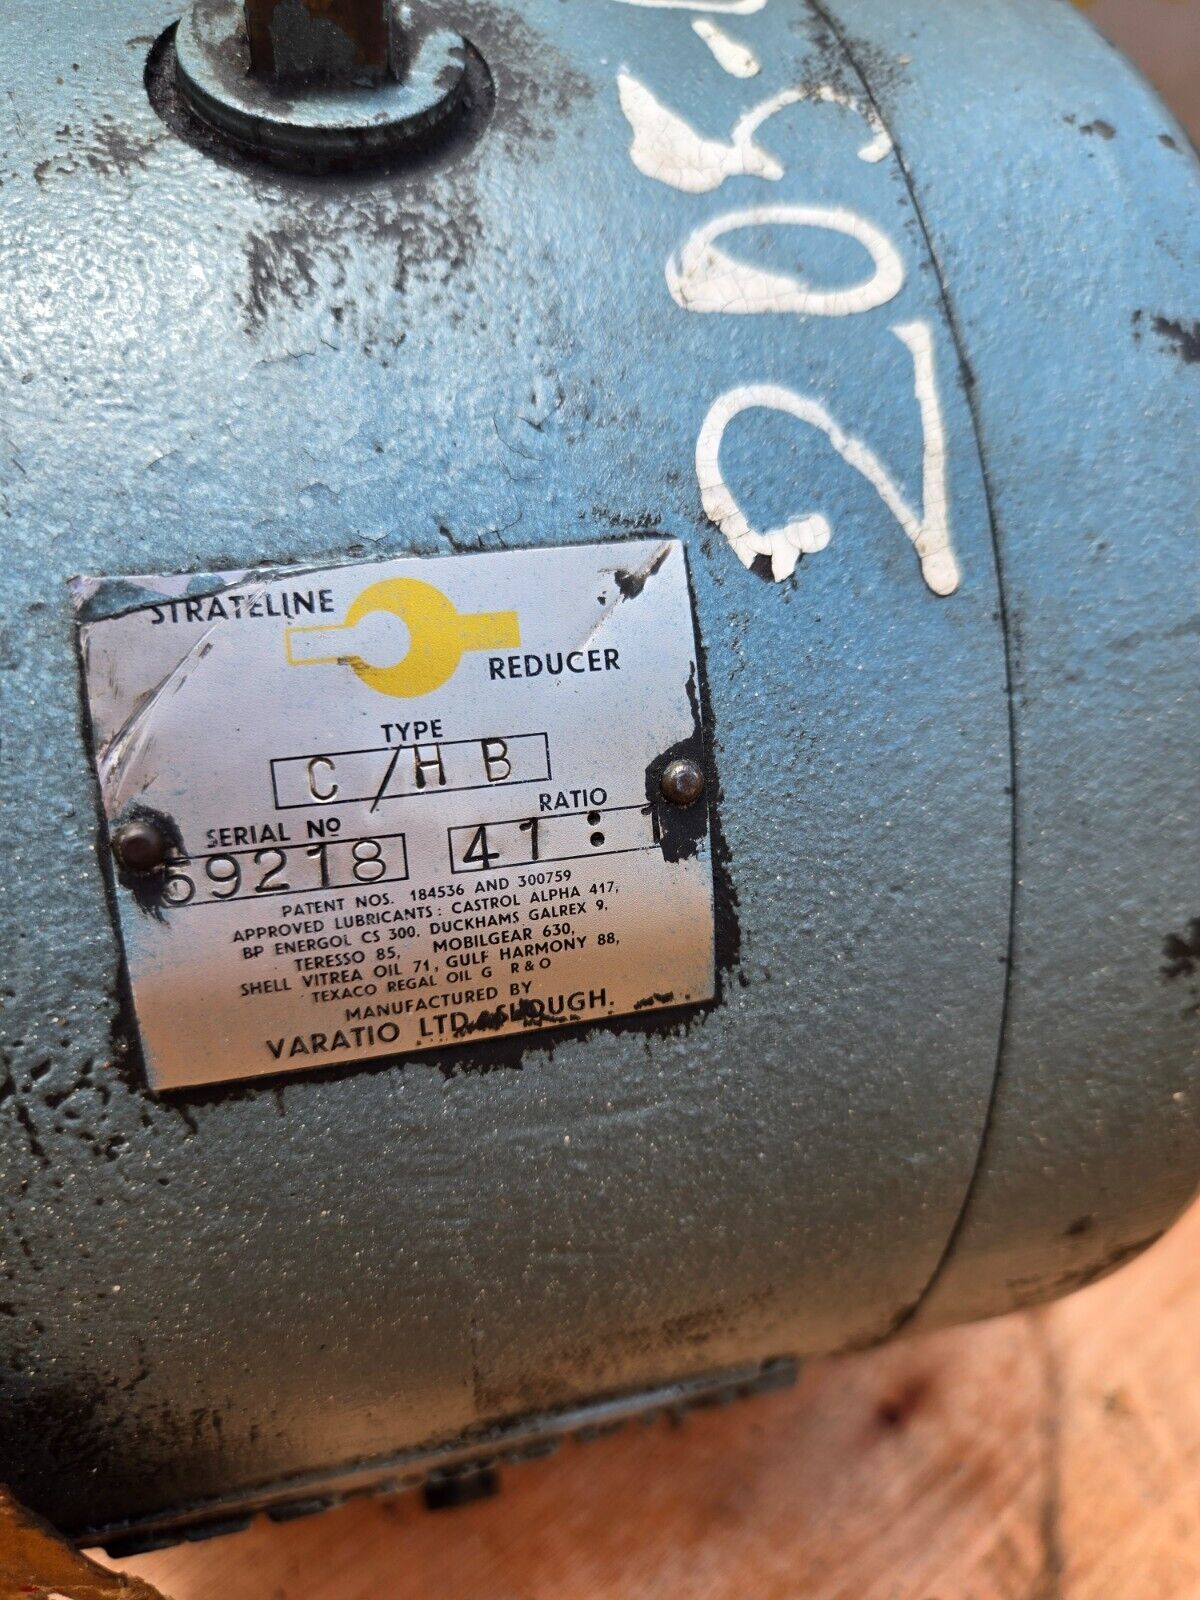 205-
STRATELINE
REDUCER
TYPE
C/HB
SERIAL Nº
RATIO
59218
41:1
PATENT NOS. 184536 AND 300759
APPROVED LUBRICANTS: CASTROL ALPHA 417,
BP ENERGOL CS 300. DUCKHAMS GALREX 9.
TERESSO 85, MOBILGEAR 630,
SHELL VITREA OIL 71, GULF HARMONY 88,
TEXACO REGAL OIL G R&O
MANUFACTURED BY
VARATIO LTD. SLOUGH.